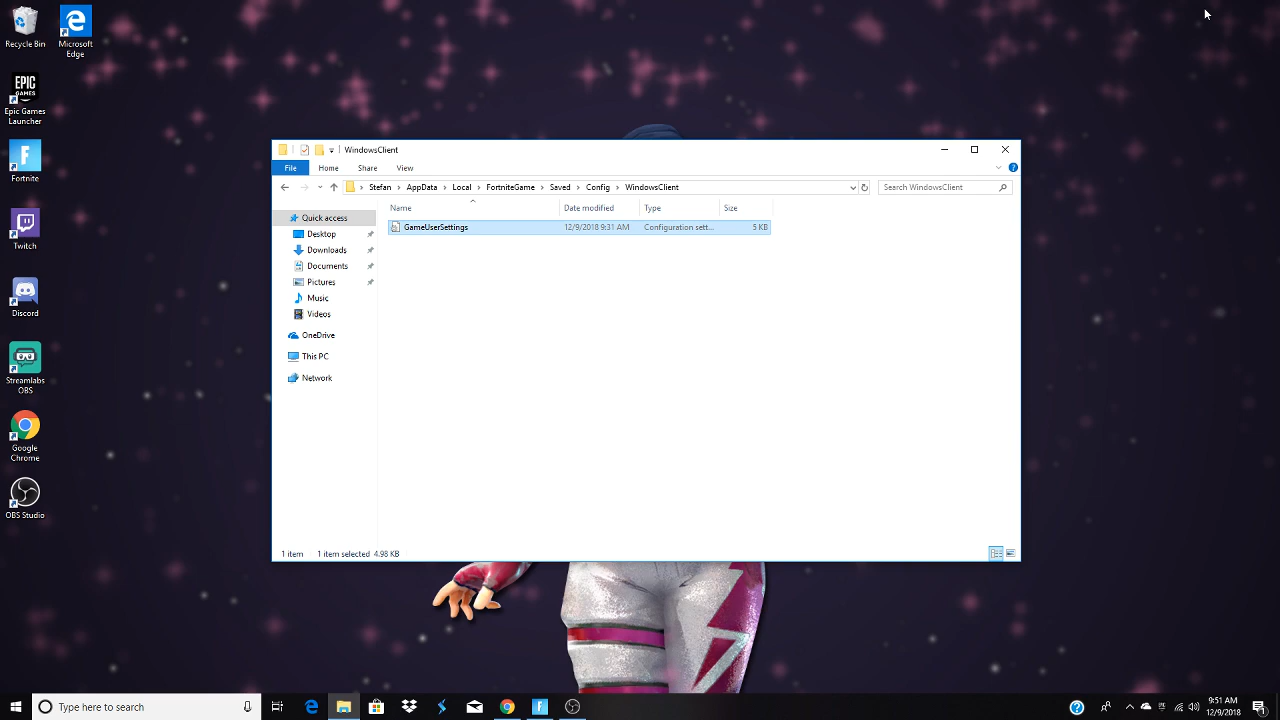 Recycle Bin
Microsoft
Edge
EPIC
GAMES
Epic Games
Launcher
F
Fortnite
Twitch
Discord
Streamlabs
OBS
Google
Chrome
OBS Studio
WindowsClient
File Home Share View
Stefan > AppData > Local > FortniteGame > Saved > Config > WindowsClient
Search WindowsClient
Name Date modified Type Size
GameUserSettings 12/9/2018 9:31 AM Configuration sett... 5 KB
Quick access
Desktop
Downloads
Documents
Pictures
Music
Videos
OneDrive
This PC
Network
1 item 1 item selected 4.98 KB
Type here to search
9:51 AM
12/9/2018